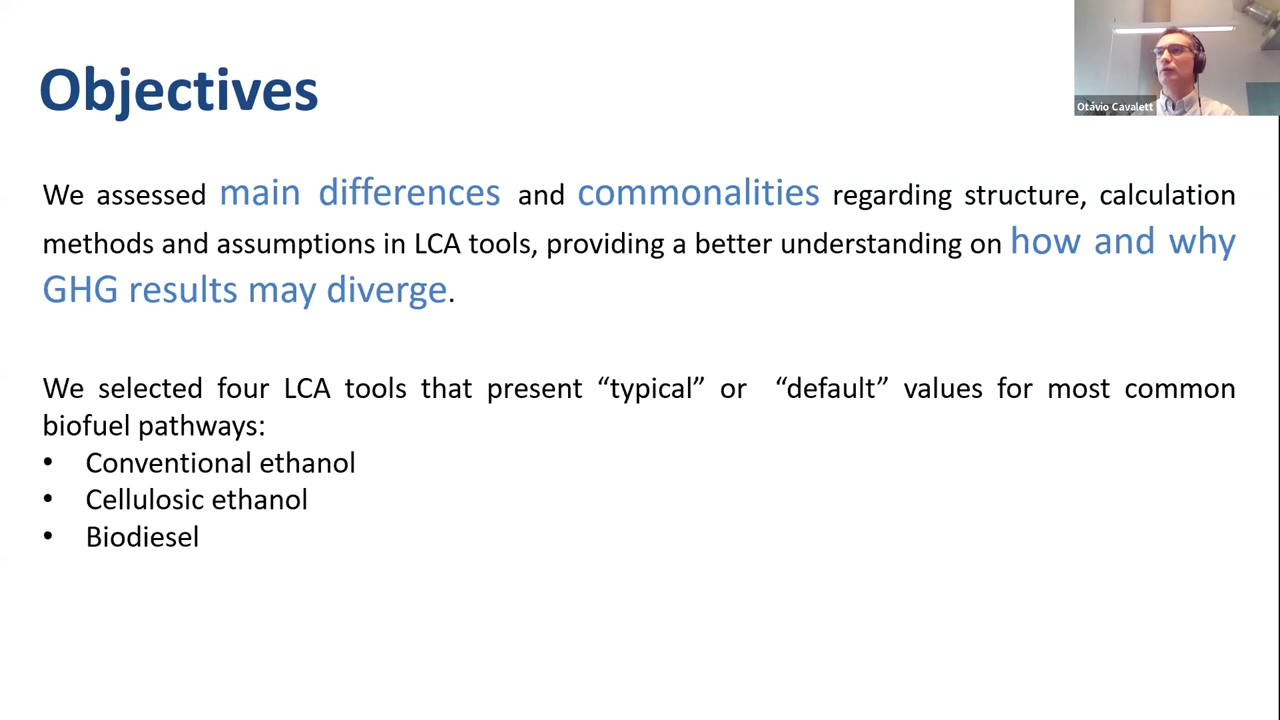 Objectives
Otávio Cavalett
We assessed main differences and commonalities regarding structure, calculation
methods and assumptions in LCA tools, providing a better understanding on how and why
GHG results may diverge.
We selected four LCA tools that present “typical” or “default” values for most common
biofuel pathways:
• Conventional ethanol
• Cellulosic ethanol
• Biodiesel